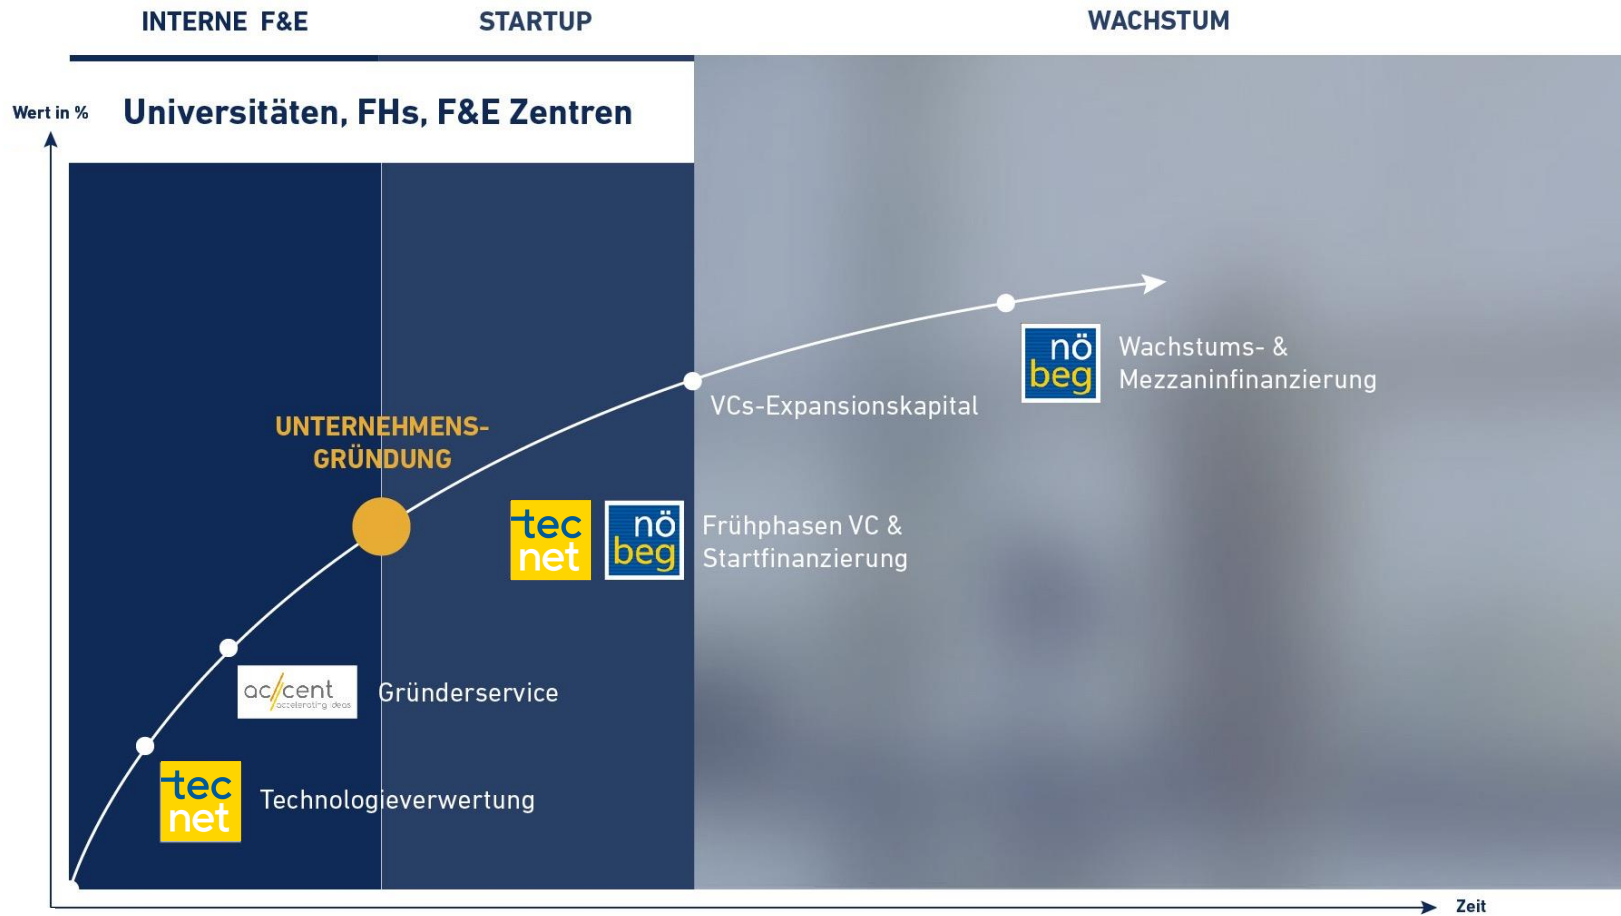 INTERNE F&E
STARTUP
WACHSTUM
Wert in %
Universitäten, FHs, F&E Zentren
nö
beg
Wachstums- &
Mezzaninfinanzierung
VCs-Expansionskapital
UNTERNEHMENS-
GRÜNDUNG
tec
net
nö
beg
Frühphasen VC &
Startfinanzierung
ac//cent
accelerating ideas
Gründerservice
tec
net
Technologieverwertung
Zeit